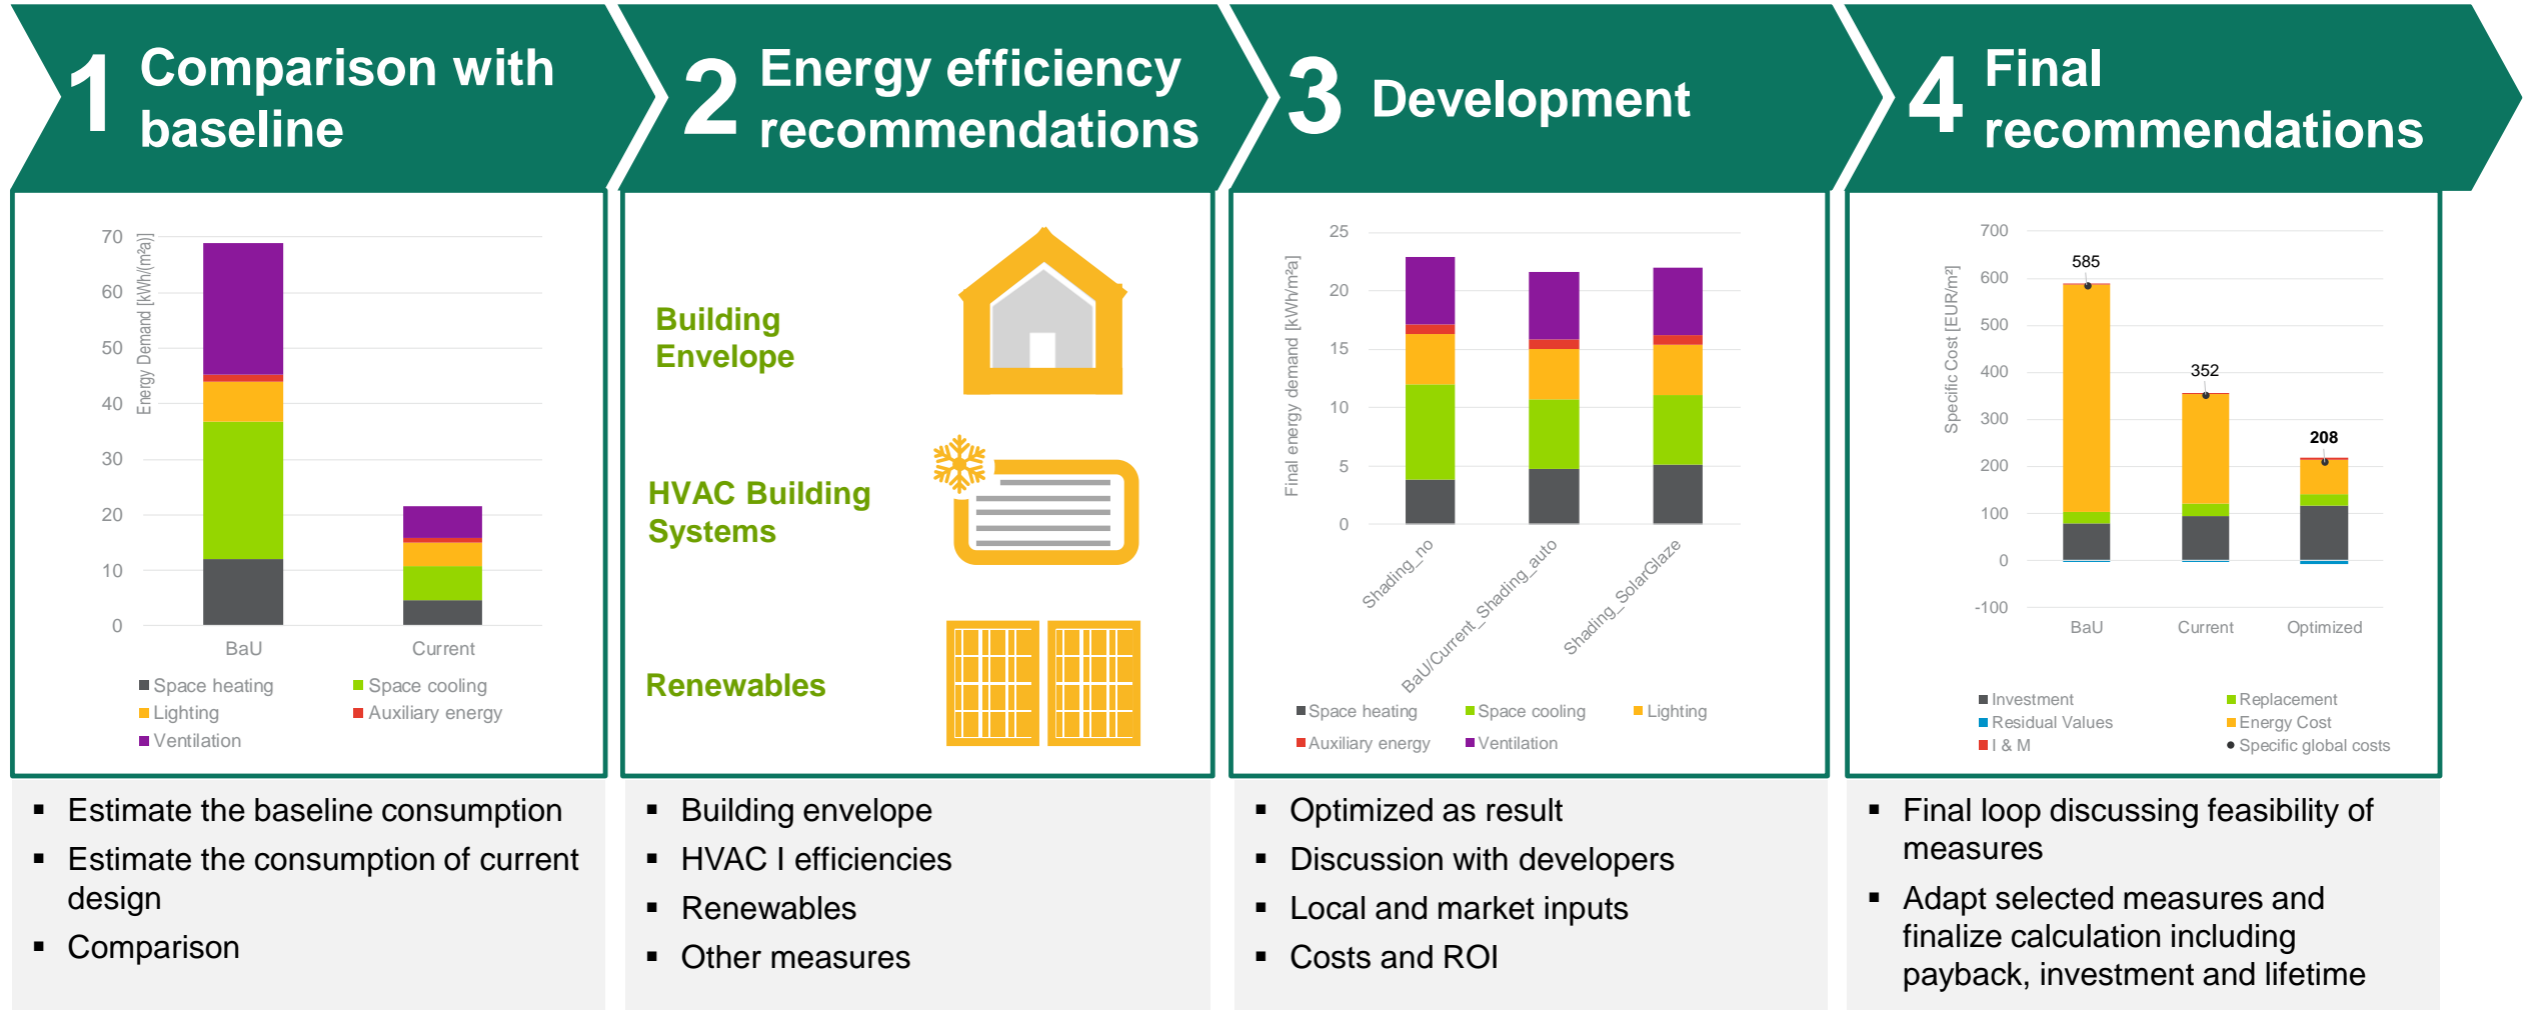 1 Comparison with
baseline
2 Energy efficiency
recommendations
3 Development
4 Final
recommendations
Energy Demand [kWh/(m²a)]
70
60
50
40
30
20
10
0
BaU
Current
Space heating
Space cooling
Lighting
Auxiliary energy
Ventilation
Building
Envelope
HVAC Building
Systems
Renewables
Final energy demand [kWh/m²a]
25
20
15
10
5
0
Shading_no
BaU/Current_Shading_auto
Shading_SolarGlaze
Space heating
Space cooling
Lighting
Auxiliary energy
Ventilation
Specific Cost [EUR/m²]
700
600
500
400
300
200
100
0
-100
585
352
208
BaU
Current
Optimized
Investment
Replacement
Residual Values
Energy Cost
I & M
Specific global costs
▪ Estimate the baseline consumption
▪ Estimate the consumption of current
design
▪ Comparison
▪ Building envelope
▪ HVAC I efficiencies
▪ Renewables
▪ Other measures
▪ Optimized as result
▪ Discussion with developers
▪ Local and market inputs
▪ Costs and ROI
▪ Final loop discussing feasibility of
measures
▪ Adapt selected measures and
finalize calculation including
payback, investment and lifetime